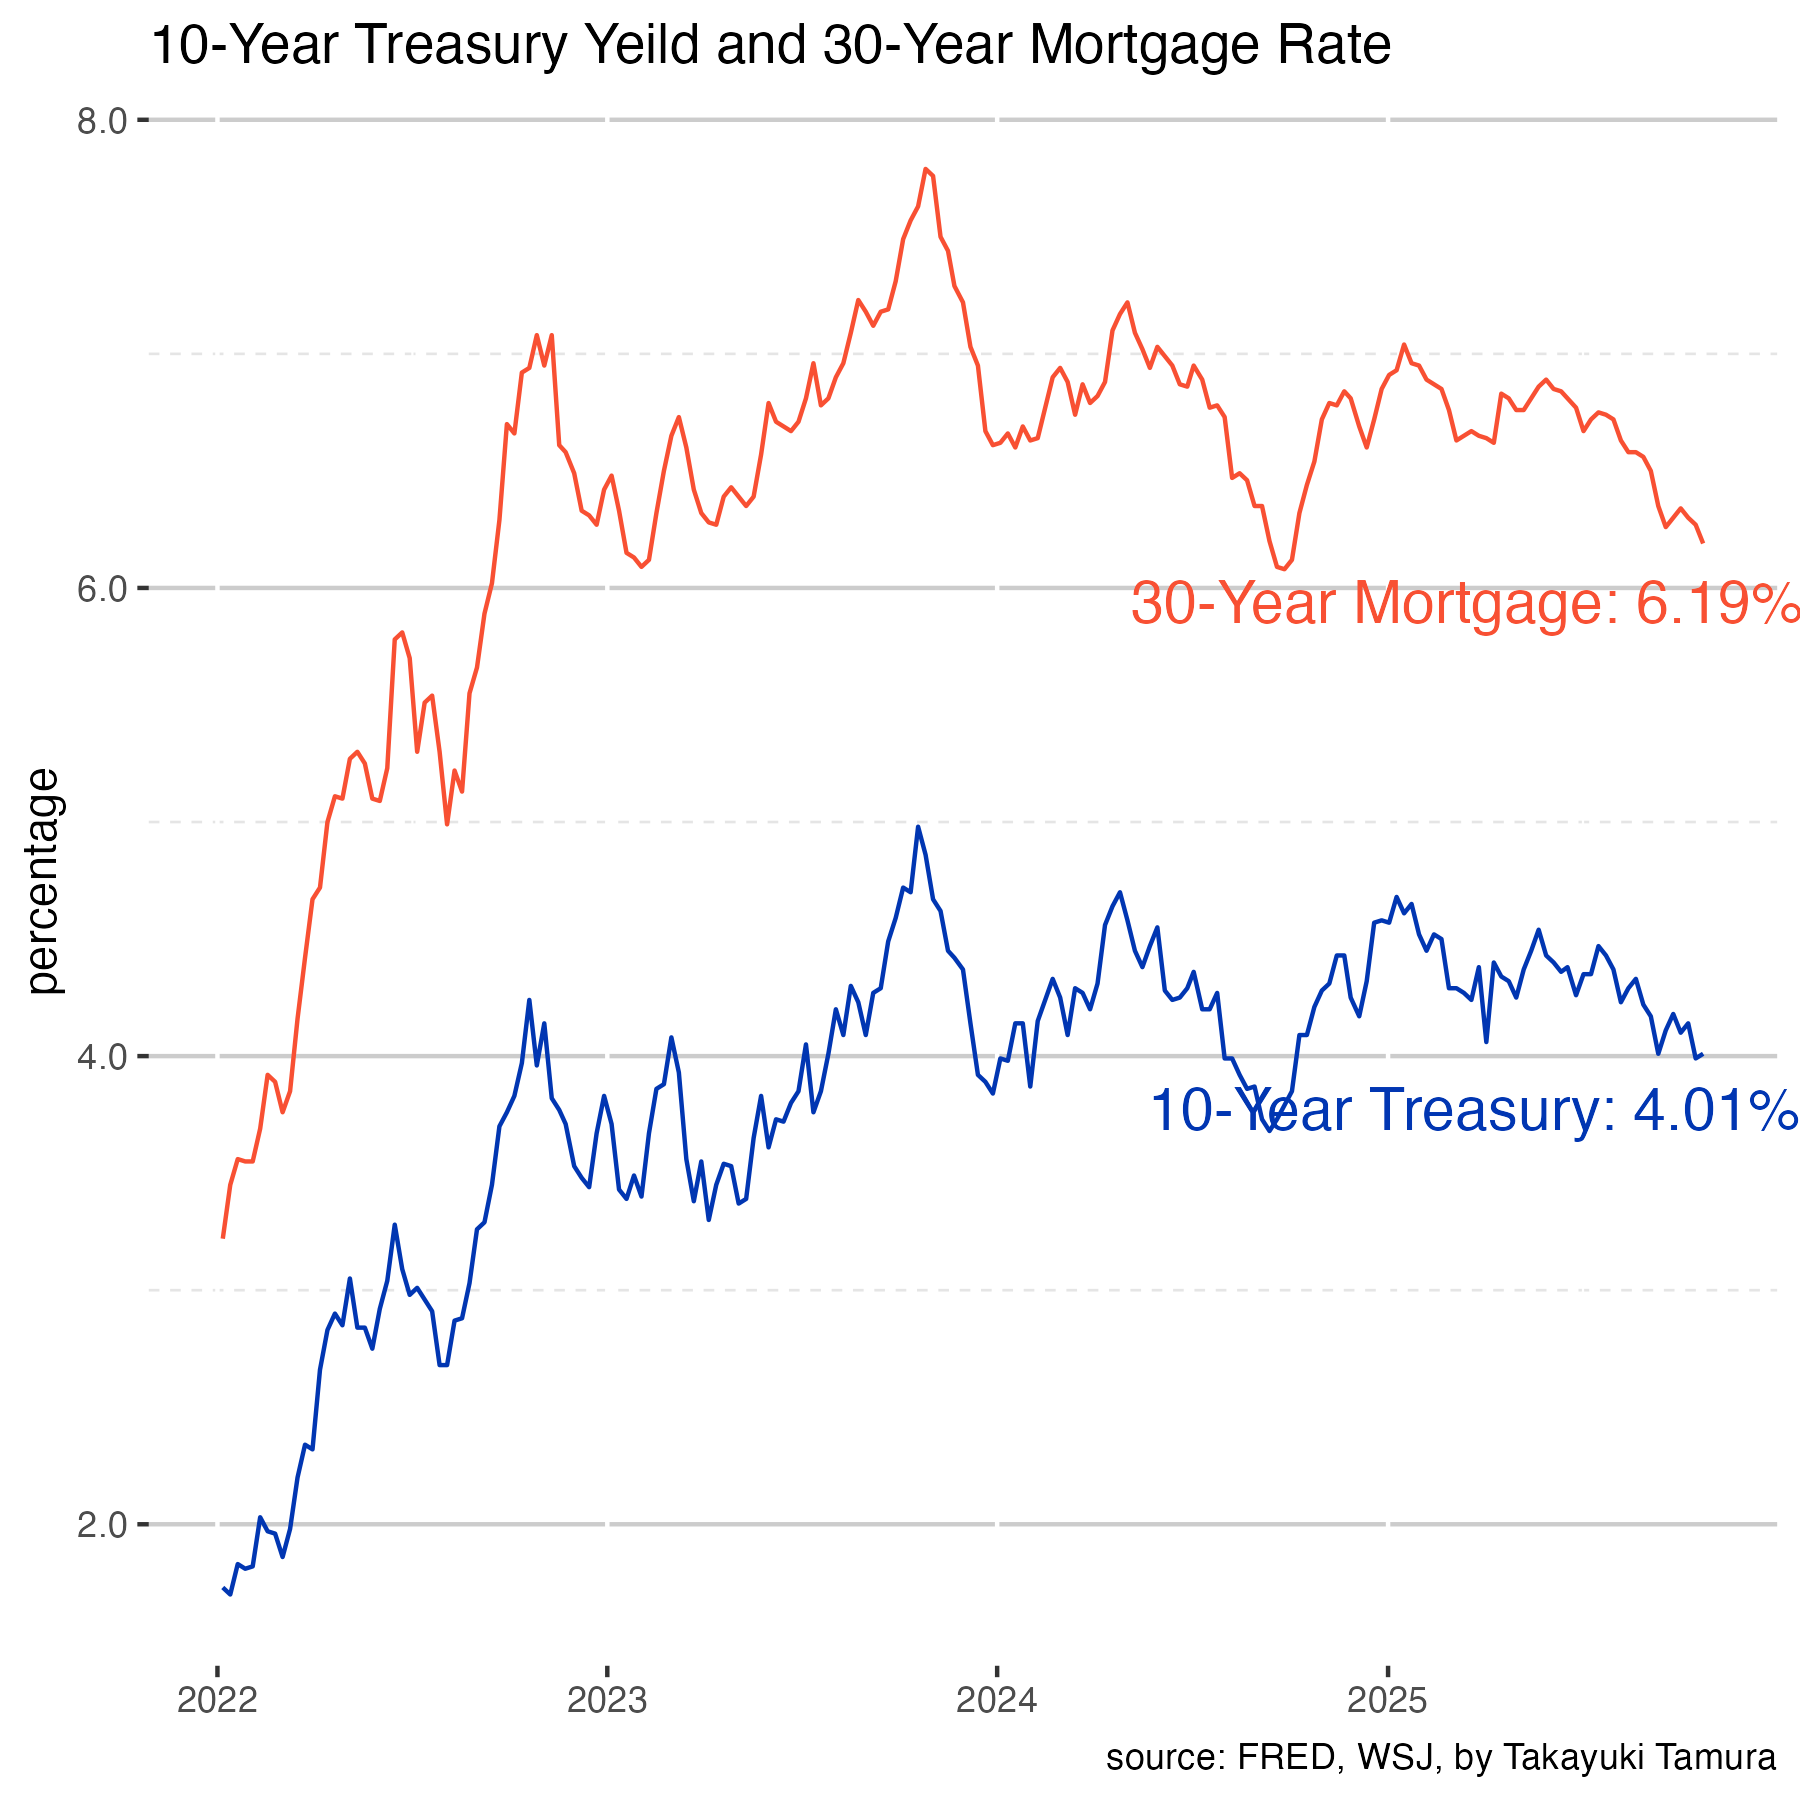 10-Year Treasury Yeild and 30-Year Mortgage Rate
8.0
6.0
30-Year Mortgage: 6.19%
percentage
4.0
10-Year Treasury: 4.01%
2.0
2022
2023
2024
2025
source: FRED, WSJ, by Takayuki Tamura